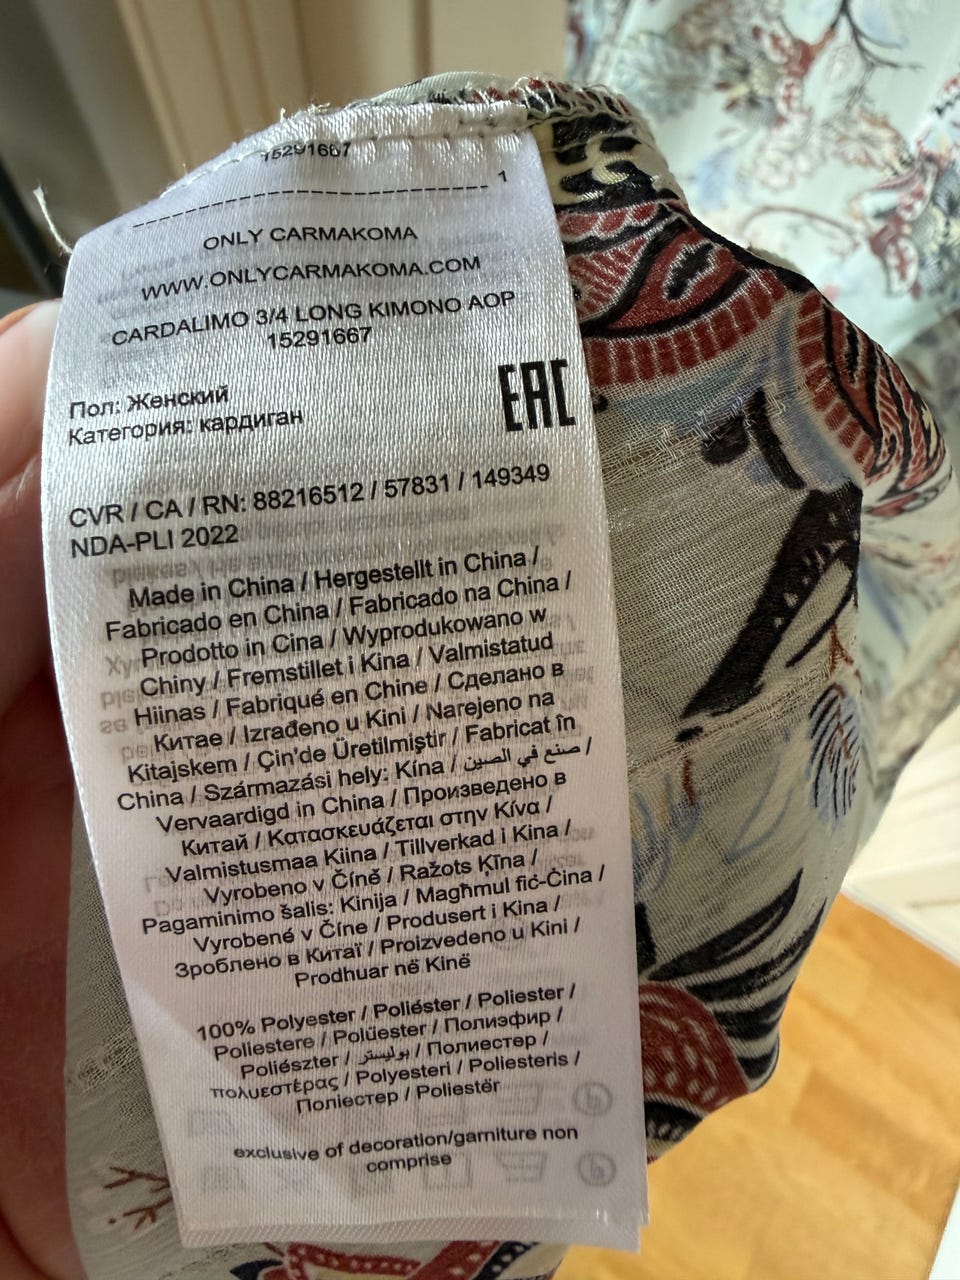 15291667
1
ONLY CARMAKOMA
WWW.ONLYCARMAKOMA.COM
CARDALIMO 3/4 LONG KIMONO AOP
15291667
Пол: Женский
Категория: кардиган
EAC
CVR / CA / RN: 88216512 / 57831 / 149349
NDA-PLI 2022
Made in China / Hergestellt in China /
Fabricado en China / Fabricado na China /
Prodotto in Cina / Wyprodukowano w
Chiny / Fremstillet i Kina / Valmistatud
Hiinas / Fabriqué en Chine / Сделано в
Китае / Izrađeno u Kini / Narejeno na
Kitajskem / Çin'de Üretilmiştir / Fabricat în
China / Származási hely: Kína / صنع في الصين /
Vervaardigd in China / Произведено в
Китай / Κατασκευάζεται στην Κίνα /
Valmistusmaa Kiina / Tillverkad i Kina /
Vyrobeno v Číně / Ražots Ķīna /
Pagaminimo šalis: Kinija / Magħmul fiċ-Ċina /
Vyrobené v Číne / Produsert i Kina /
Зроблено в Китаї / Proizvedeno u Kini /
Prodhuar në Kinë
100% Polyester / Poliéster / Poliester /
Poliestere / Polüester / Полиэфир /
Poliészter / بوليستر / Полиестер /
πολυεστέρας / Polyesteri / Poliesteris /
Поліестер / Poliestër
exclusive of decoration/garniture non
comprise